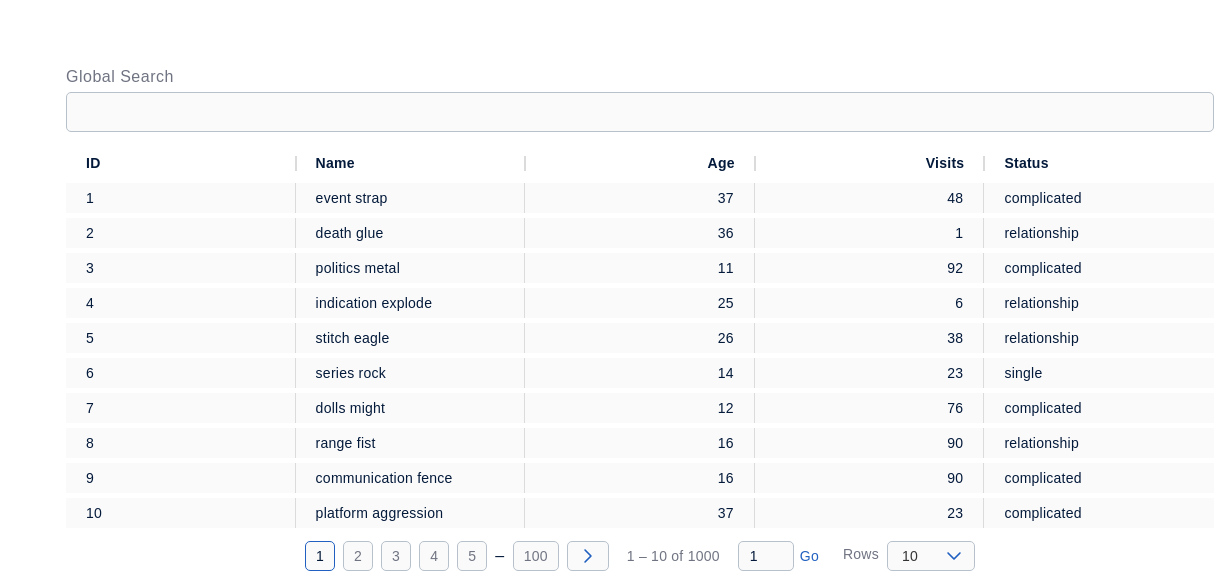 Global Search
ID Name Age Visits Status
1 event strap 37 48 complicated
2 death glue 36 1 relationship
3 politics metal 11 92 complicated
4 indication explode 25 6 relationship
5 stitch eagle 26 38 relationship
6 series rock 14 23 single
7 dolls might 12 76 complicated
8 range fist 16 90 relationship
9 communication fence 16 90 complicated
10 platform aggression 37 23 complicated
1 2 3 4 5 – 100 1 – 10 of 1000 1 Go Rows 10